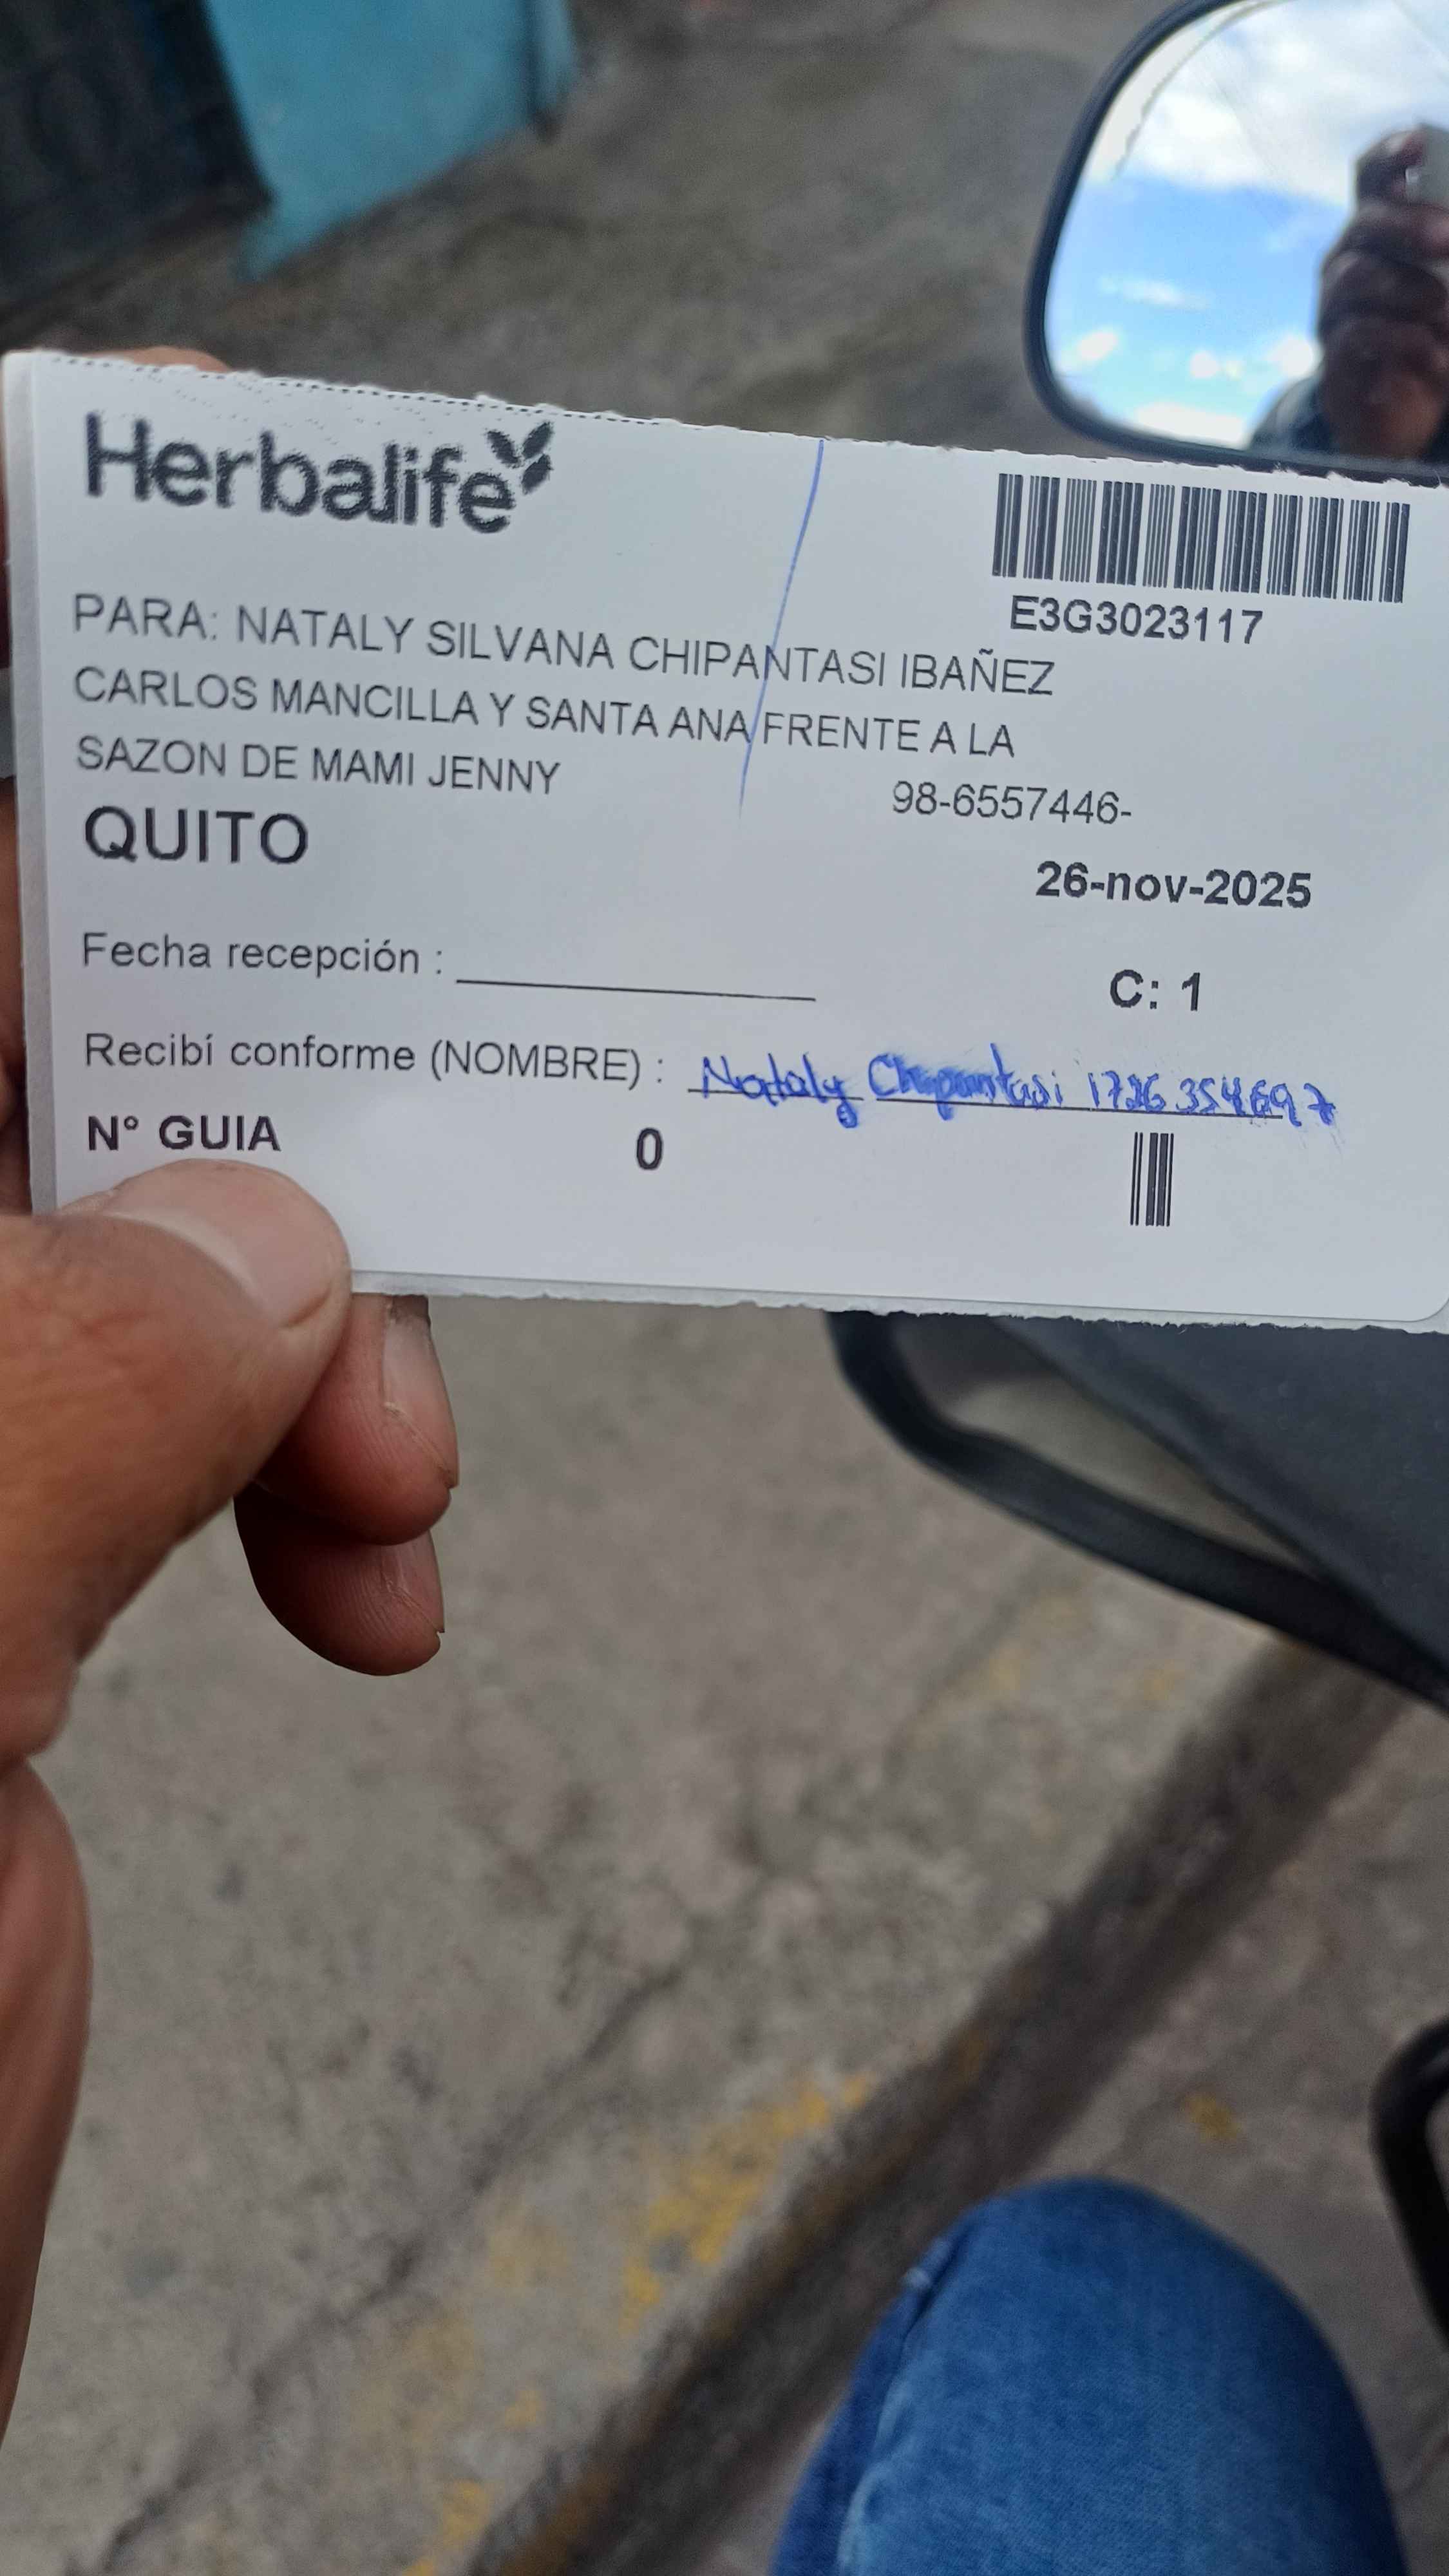 Herbalife
E3G3023117
PARA: NATALY SILVANA CHIPANTASI IBAÑEZ
CARLOS MANCILLA Y SANTA ANA FRENTE A LA
SAZON DE MAMI JENNY
98-6557446-
QUITO
26-nov-2025
Fecha recepción :
C: 1
Recibí conforme (NOMBRE) : Nataly Chipantasi 1726354697
N° GUIA 0